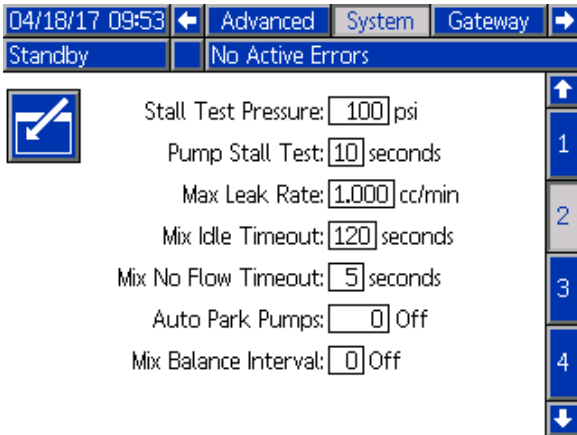 04/18/17 09:53 Advanced System Gateway
Standby No Active Errors
Stall Test Pressure: 100 psi
1
Pump Stall Test: 10 seconds
Max Leak Rate: 1.000 cc/min
2
Mix Idle Timeout: 120 seconds
Mix No Flow Timeout: 5 seconds
3
Auto Park Pumps: 0 Off
Mix Balance Interval: 0 Off
4